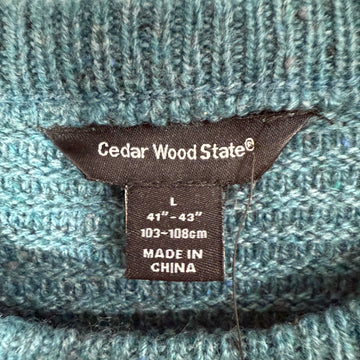 Cedar Wood State®
L
41"-43"
103-108cm
MADE IN
CHINA